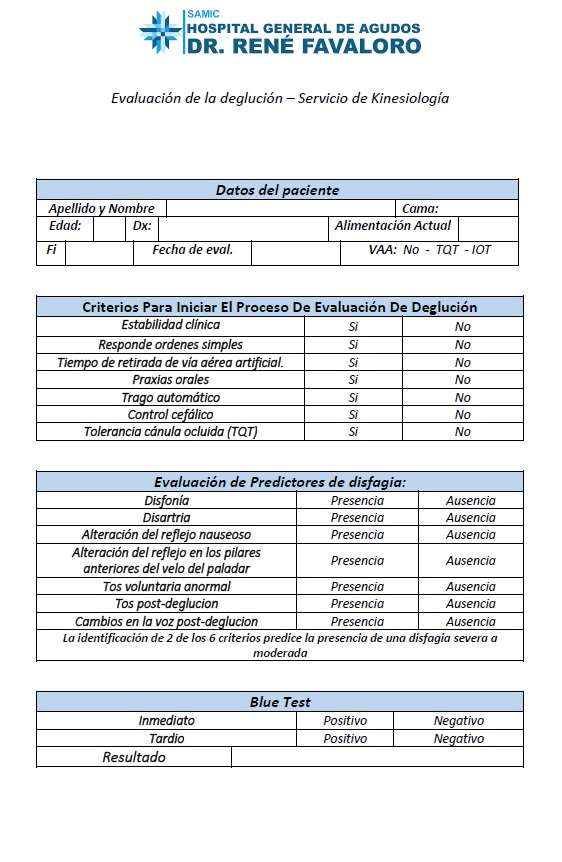 SAMIC
HOSPITAL GENERAL DE AGUDOS
DR. RENÉ FAVALORO
Evaluación de la deglución – Servicio de Kinesiología
Datos del paciente
Apellido y Nombre Cama:
Edad: Dx: Alimentación Actual
Fi Fecha de eval. VAA: No - TQT - IOT
Criterios Para Iniciar El Proceso De Evaluación De Deglución
Estabilidad clínica Si No
Responde ordenes simples Si No
Tiempo de retirada de vía aérea artificial. Si No
Praxias orales Si No
Trago automático Si No
Control cefálico Si No
Tolerancia cánula ocluida (TQT) Si No
Evaluación de Predictores de disfagia:
Disfonía Presencia Ausencia
Disartria Presencia Ausencia
Alteración del reflejo nauseoso Presencia Ausencia
Alteración del reflejo en los pilares
anteriores del velo del paladar Presencia Ausencia
Tos voluntaria anormal Presencia Ausencia
Tos post-deglucion Presencia Ausencia
Cambios en la voz post-deglucion Presencia Ausencia
La identificación de 2 de los 6 criterios predice la presencia de una disfagia severa a
moderada
Blue Test
Inmediato Positivo Negativo
Tardio Positivo Negativo
Resultado